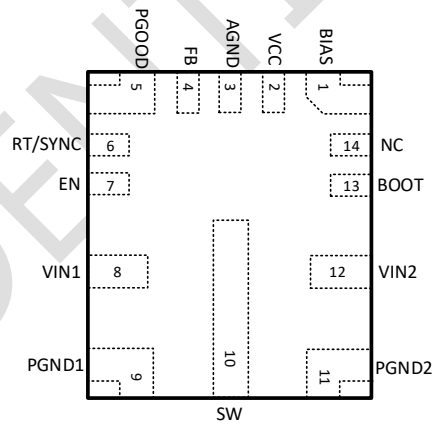 PGOOD FB AGND VCC BIAS
5 4 3 2 1
RT/SYNC 6 14 NC
EN 7 13 BOOT
VIN1 8 12 VIN2
PGND1 9 10 11 PGND2
SW